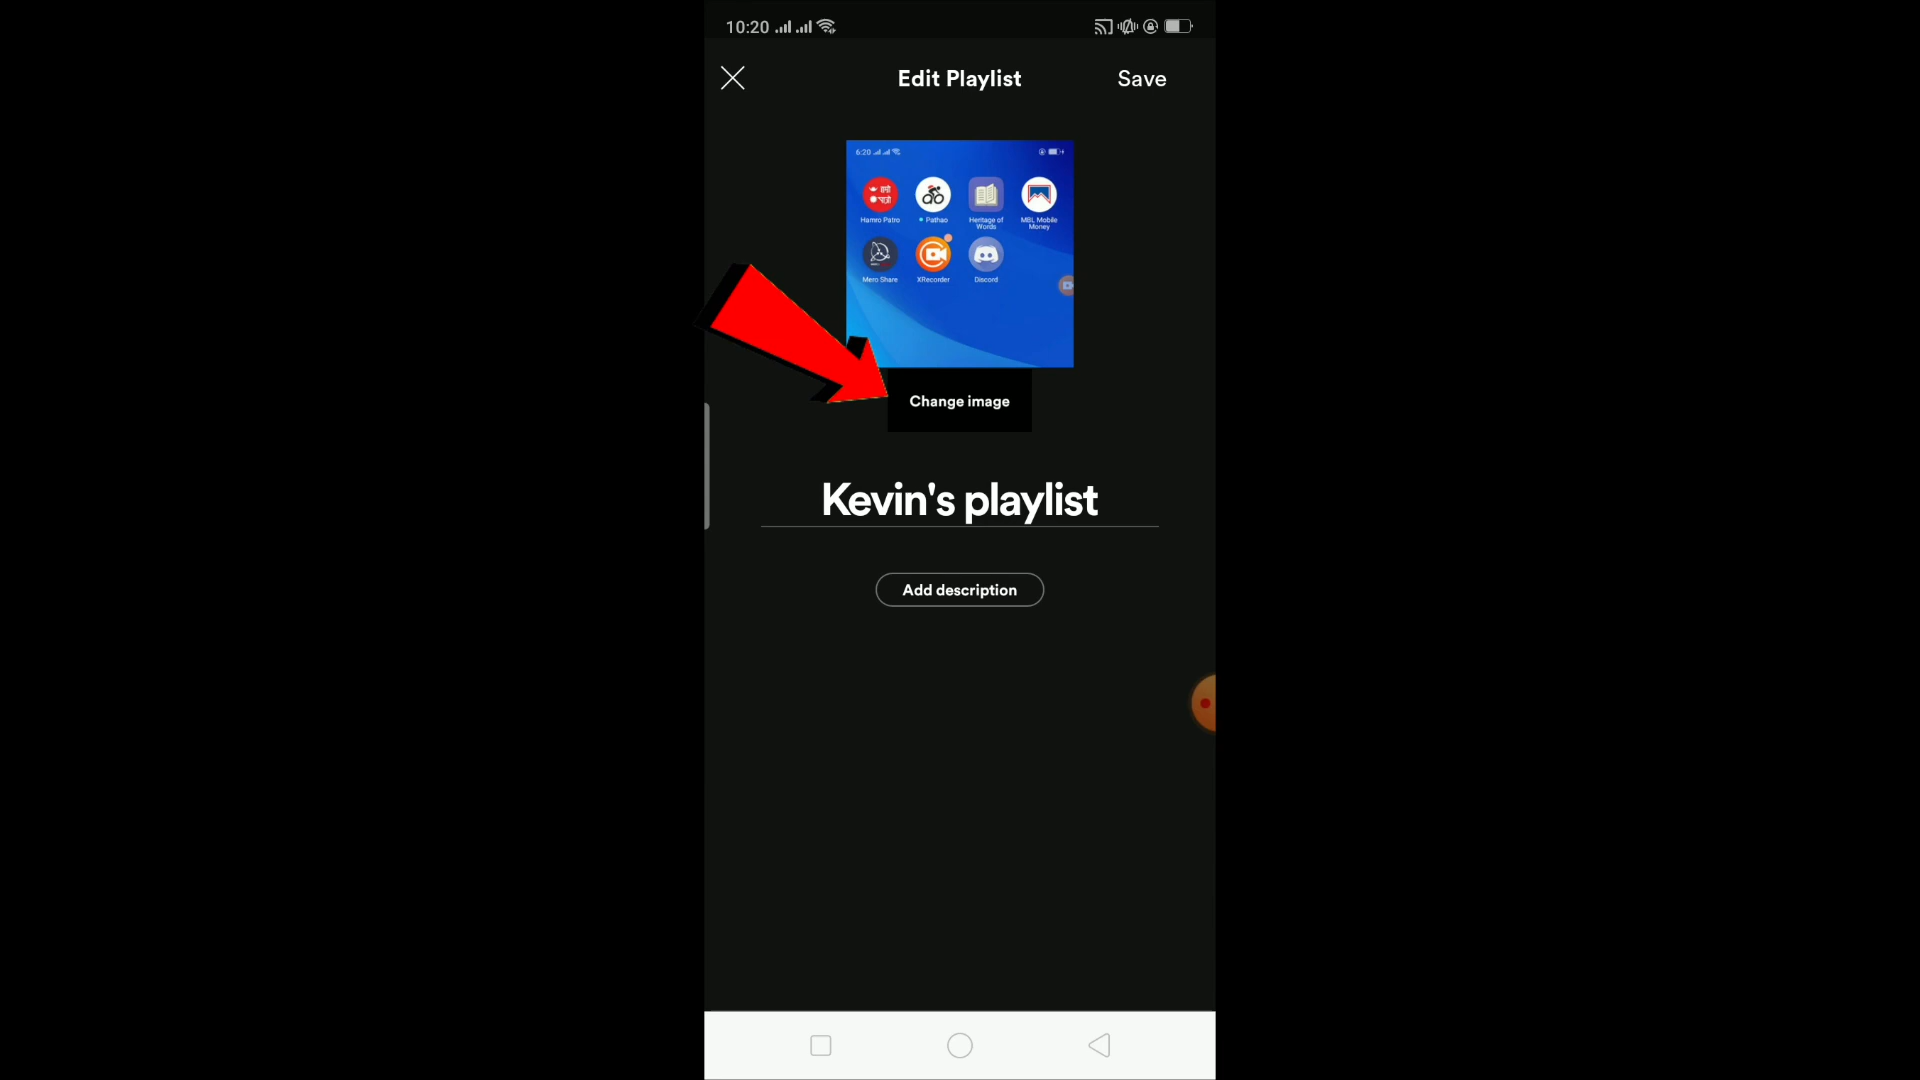 10:20
Edit Playlist
Save
6:20
हाम्रो
पात्रो
Hamro Patro
Pathao
Heritage of
Words
MBL Mobile
Money
Mero Share
XRecorder
Discord
Change image
Kevin's playlist
Add description